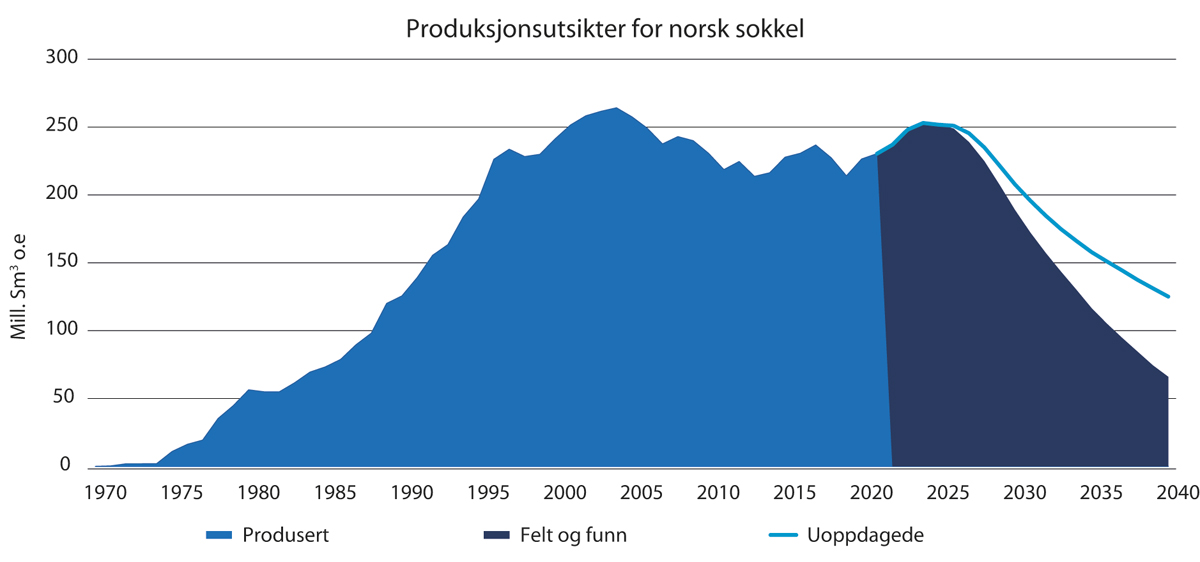 Produksjonsutsikter for norsk sokkel
300
250
200
150
100
50
0
Mill. Sm³ o.e
1970 1975 1980 1985 1990 1995 2000 2005 2010 2015 2020 2025 2030 2035 2040
Produsert Felt og funn Uoppdagede